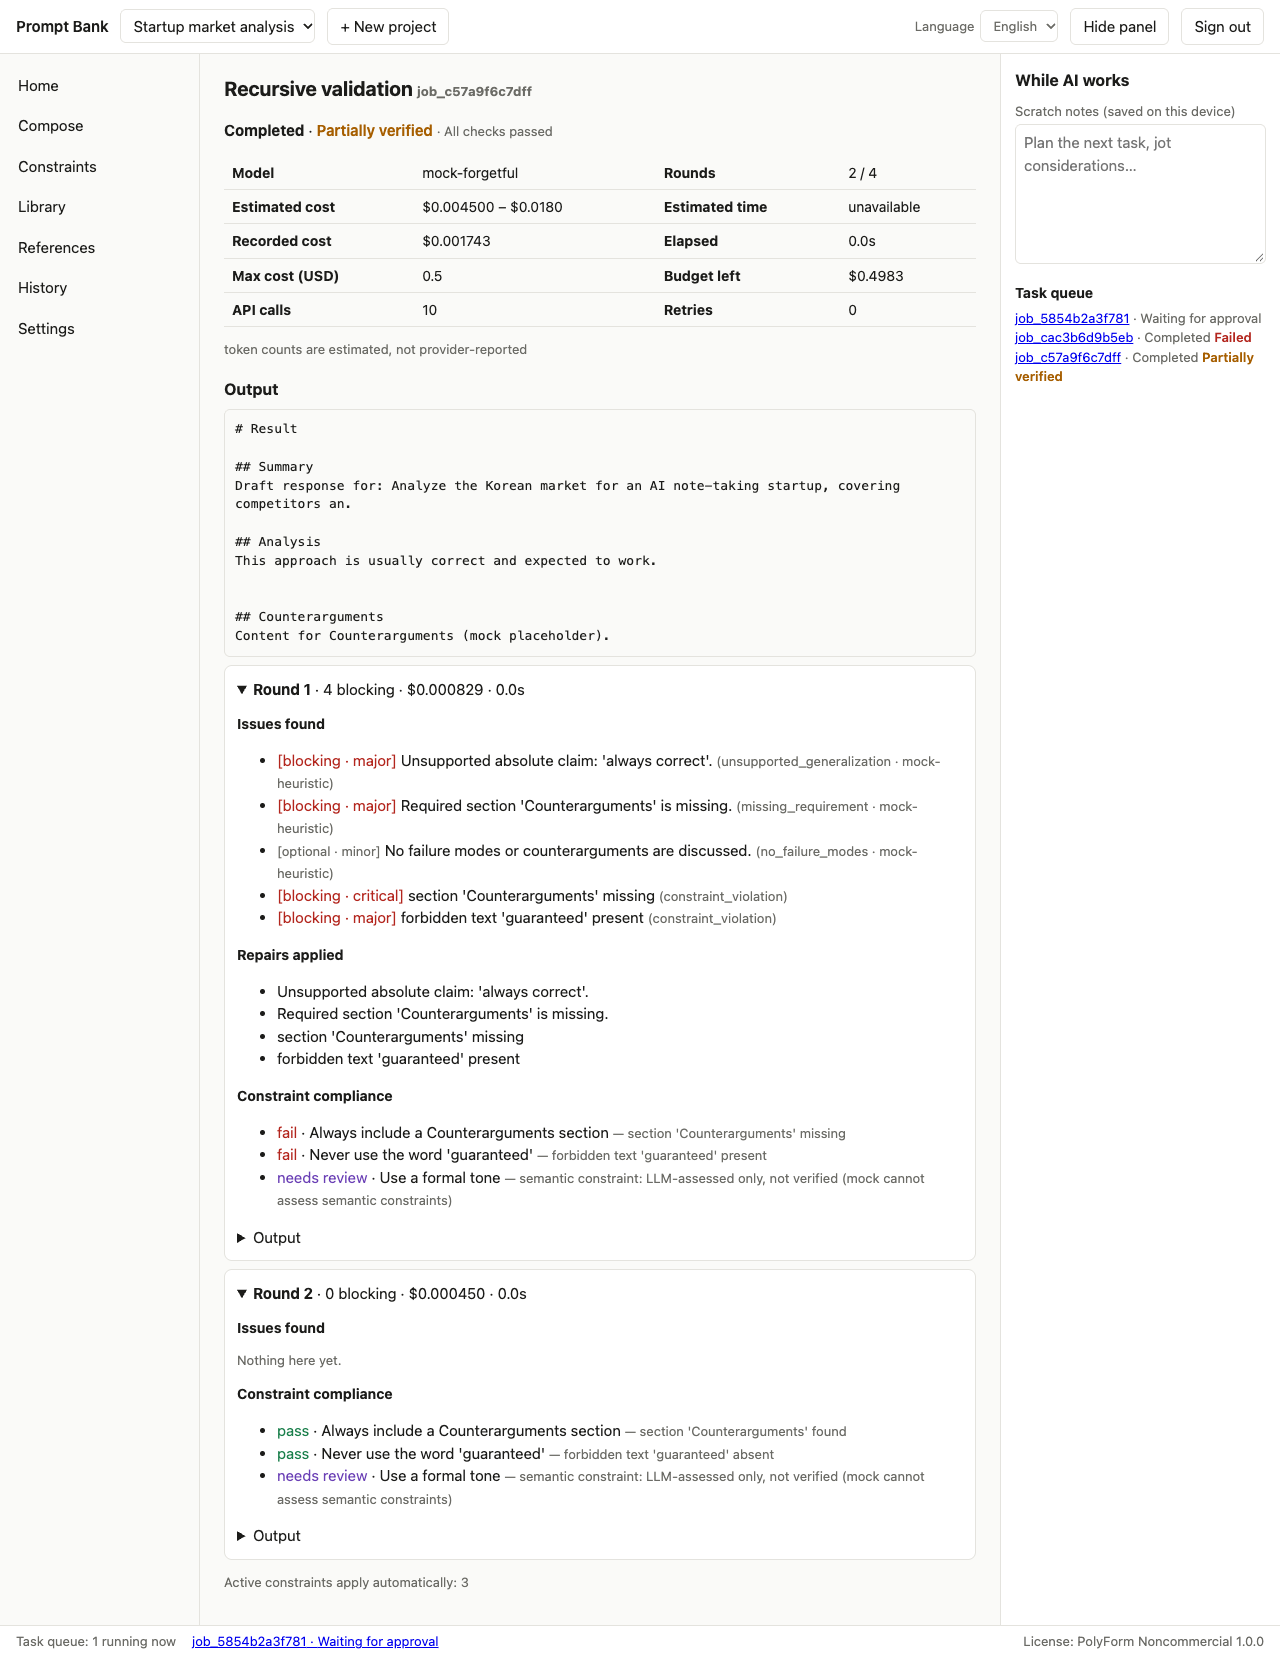 Prompt Bank
Startup market analysis
+ New project
Language
English
Hide panel
Sign out
Home
Compose
Constraints
Library
References
History
Settings
Recursive validation job_c57a9f6c7dff
Completed · Partially verified · All checks passed
Model mock-forgetful Rounds 2 / 4
Estimated cost $0.004500 – $0.0180 Estimated time unavailable
Recorded cost $0.001743 Elapsed 0.0s
Max cost (USD) 0.5 Budget left $0.4983
API calls 10 Retries 0
token counts are estimated, not provider-reported
Output
# Result
## Summary
Draft response for: Analyze the Korean market for an AI note-taking startup, covering
competitors an.
## Analysis
This approach is usually correct and expected to work.
## Counterarguments
Content for Counterarguments (mock placeholder).
▼ Round 1 · 4 blocking · $0.000829 · 0.0s
Issues found
• [blocking · major] Unsupported absolute claim: 'always correct'. (unsupported_generalization · mock-
heuristic)
• [blocking · major] Required section 'Counterarguments' is missing. (missing_requirement · mock-
heuristic)
• [optional · minor] No failure modes or counterarguments are discussed. (no_failure_modes · mock-
heuristic)
• [blocking · critical] section 'Counterarguments' missing (constraint_violation)
• [blocking · major] forbidden text 'guaranteed' present (constraint_violation)
Repairs applied
• Unsupported absolute claim: 'always correct'.
• Required section 'Counterarguments' is missing.
• section 'Counterarguments' missing
• forbidden text 'guaranteed' present
Constraint compliance
• fail · Always include a Counterarguments section — section 'Counterarguments' missing
• fail · Never use the word 'guaranteed' — forbidden text 'guaranteed' present
• needs review · Use a formal tone — semantic constraint: LLM-assessed only, not verified (mock cannot
assess semantic constraints)
▶ Output
▼ Round 2 · 0 blocking · $0.000450 · 0.0s
Issues found
Nothing here yet.
Constraint compliance
• pass · Always include a Counterarguments section — section 'Counterarguments' found
• pass · Never use the word 'guaranteed' — forbidden text 'guaranteed' absent
• needs review · Use a formal tone — semantic constraint: LLM-assessed only, not verified (mock cannot
assess semantic constraints)
▶ Output
Active constraints apply automatically: 3
While AI works
Scratch notes (saved on this device)
Plan the next task, jot
considerations...
Task queue
job_5854b2a3f781 · Waiting for approval
job_cac3b6d9b5eb · Completed Failed
job_c57a9f6c7dff · Completed Partially
verified
Task queue: 1 running now
job_5854b2a3f781 · Waiting for approval
License: PolyForm Noncommercial 1.0.0